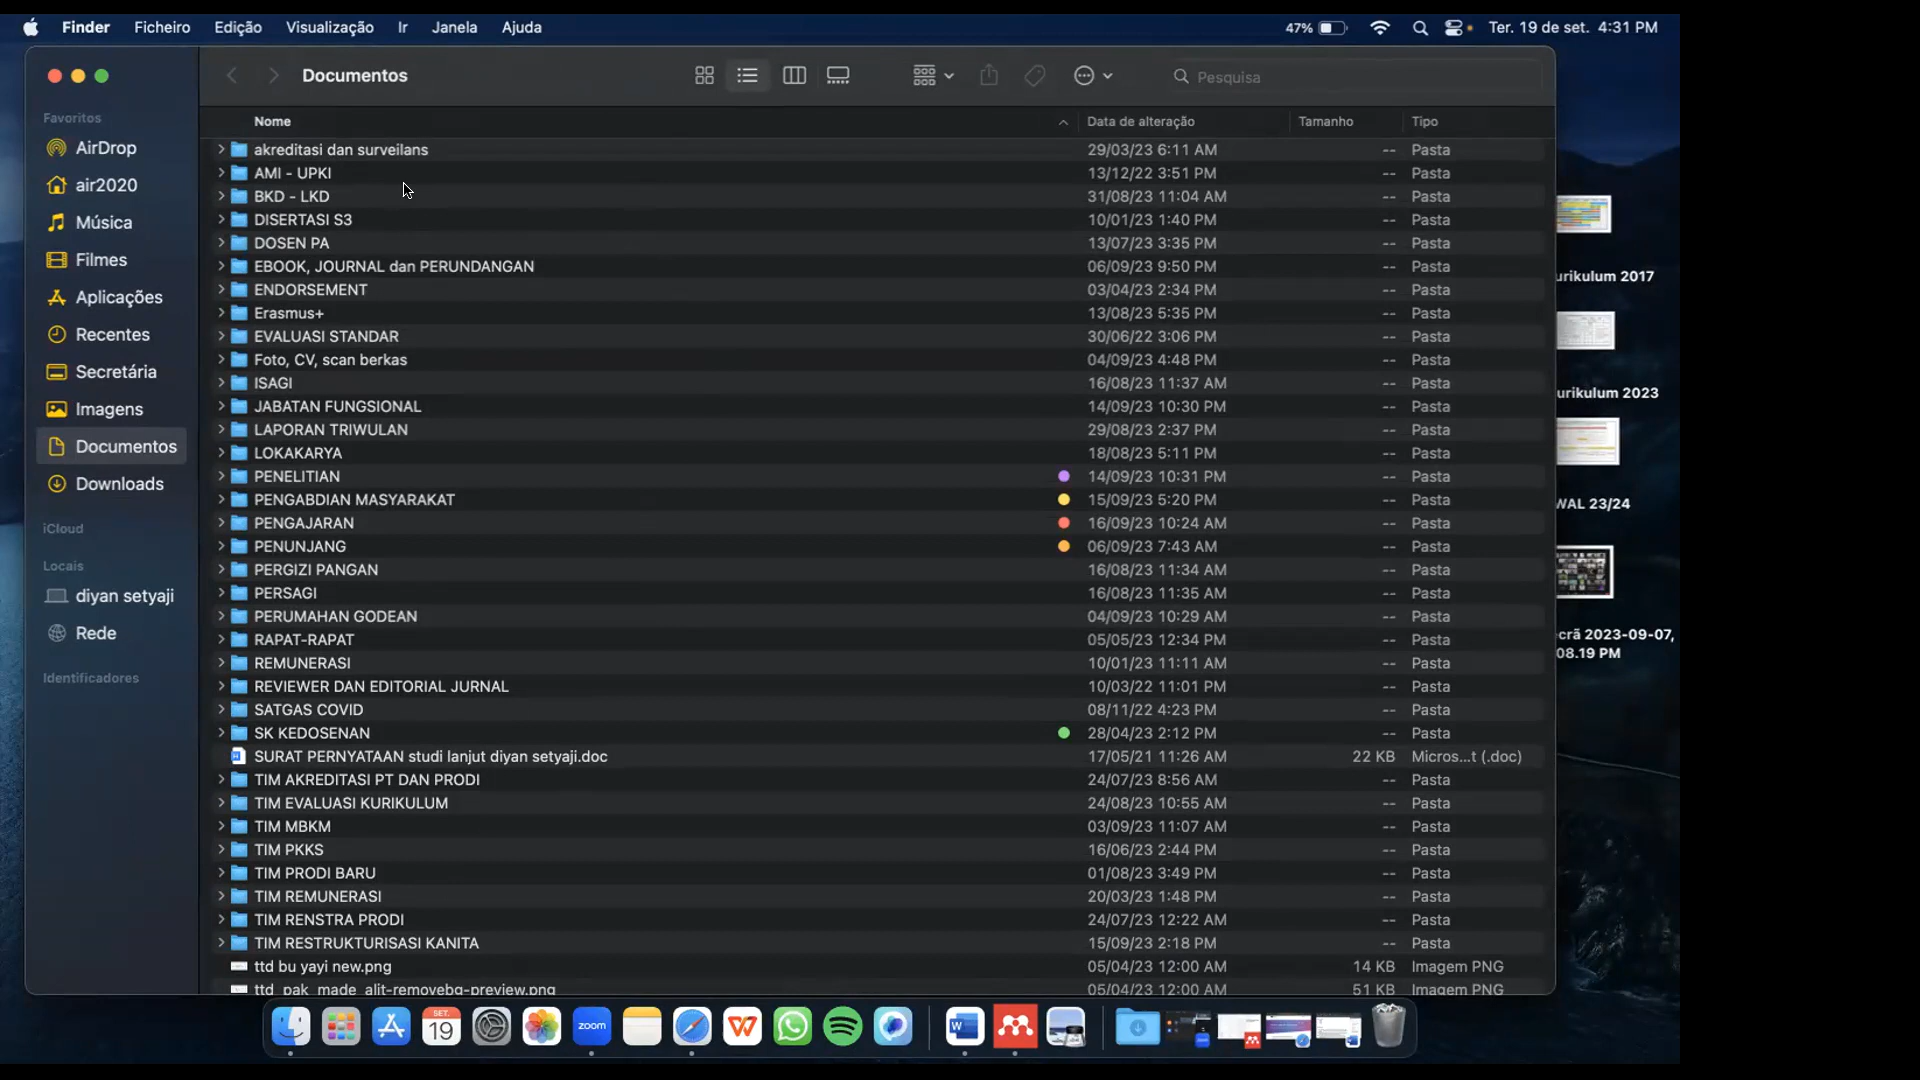 Finder Ficheiro Edição Visualização Ir Janela Ajuda 47% Ter. 19 de set. 4:31 PM
Documentos Pesquisa
Favoritos
AirDrop
air2020
Música
Filmes
Aplicações
Recentes
Secretária
Imagens
Documentos
Downloads
iCloud
Locais
diyan setyaji
Rede
Identificadores
Nome Data de alteração Tamanho Tipo
akreditasi dan surveilans 29/03/23 6:11 AM -- Pasta
AMI - UPKI 13/12/22 3:51 PM -- Pasta
BKD - LKD 31/08/23 11:04 AM -- Pasta
DISERTASI S3 10/01/23 1:40 PM -- Pasta
DOSEN PA 13/07/23 3:35 PM -- Pasta
EBOOK, JOURNAL dan PERUNDANGAN 06/09/23 9:50 PM -- Pasta
ENDORSEMENT 03/04/23 2:34 PM -- Pasta
Erasmus+ 13/08/23 5:35 PM -- Pasta
EVALUASI STANDAR 30/06/22 3:06 PM -- Pasta
Foto, CV, scan berkas 04/09/23 4:48 PM -- Pasta
ISAGI 16/08/23 11:37 AM -- Pasta
JABATAN FUNGSIONAL 14/09/23 10:30 PM -- Pasta
LAPORAN TRIWULAN 29/08/23 2:37 PM -- Pasta
LOKAKARYA 18/08/23 5:11 PM -- Pasta
PENELITIAN 14/09/23 10:31 PM -- Pasta
PENGABDIAN MASYARAKAT 15/09/23 5:20 PM -- Pasta
PENGAJARAN 16/09/23 10:24 AM -- Pasta
PENUNJANG 06/09/23 7:43 AM -- Pasta
PERGIZI PANGAN 16/08/23 11:34 AM -- Pasta
PERSAGI 16/08/23 11:35 AM -- Pasta
PERUMAHAN GODEAN 04/09/23 10:29 AM -- Pasta
RAPAT-RAPAT 05/05/23 12:34 PM -- Pasta
REMUNERASI 10/01/23 11:11 AM -- Pasta
REVIEWER DAN EDITORIAL JURNAL 10/03/22 11:01 PM -- Pasta
SATGAS COVID 08/11/22 4:23 PM -- Pasta
SK KEDOSENAN 28/04/23 2:12 PM -- Pasta
SURAT PERNYATAAN studi lanjut diyan setyaji.doc 17/05/21 11:26 AM 22 KB Micros...t (.doc)
TIM AKREDITASI PT DAN PRODI 24/07/23 8:56 AM -- Pasta
TIM EVALUASI KURIKULUM 24/08/23 10:55 AM -- Pasta
TIM MBKM 03/09/23 11:07 AM -- Pasta
TIM PKKS 16/06/23 2:44 PM -- Pasta
TIM PRODI BARU 01/08/23 3:49 PM -- Pasta
TIM REMUNERASI 20/03/23 1:48 PM -- Pasta
TIM RENSTRA PRODI 24/07/23 12:22 AM -- Pasta
TIM RESTRUKTURISASI KANITA 15/09/23 2:18 PM -- Pasta
ttd bu yayi new.png 05/04/23 12:00 AM 14 KB Imagem PNG
ttd_pak_made_alit-removebg-preview.png 05/04/23 12:00 AM 51 KB Imagem PNG
urikulum 2017
urikulum 2023
WAL 23/24
crã 2023-09-07,
08.19 PM
SET.
19
zoom
W